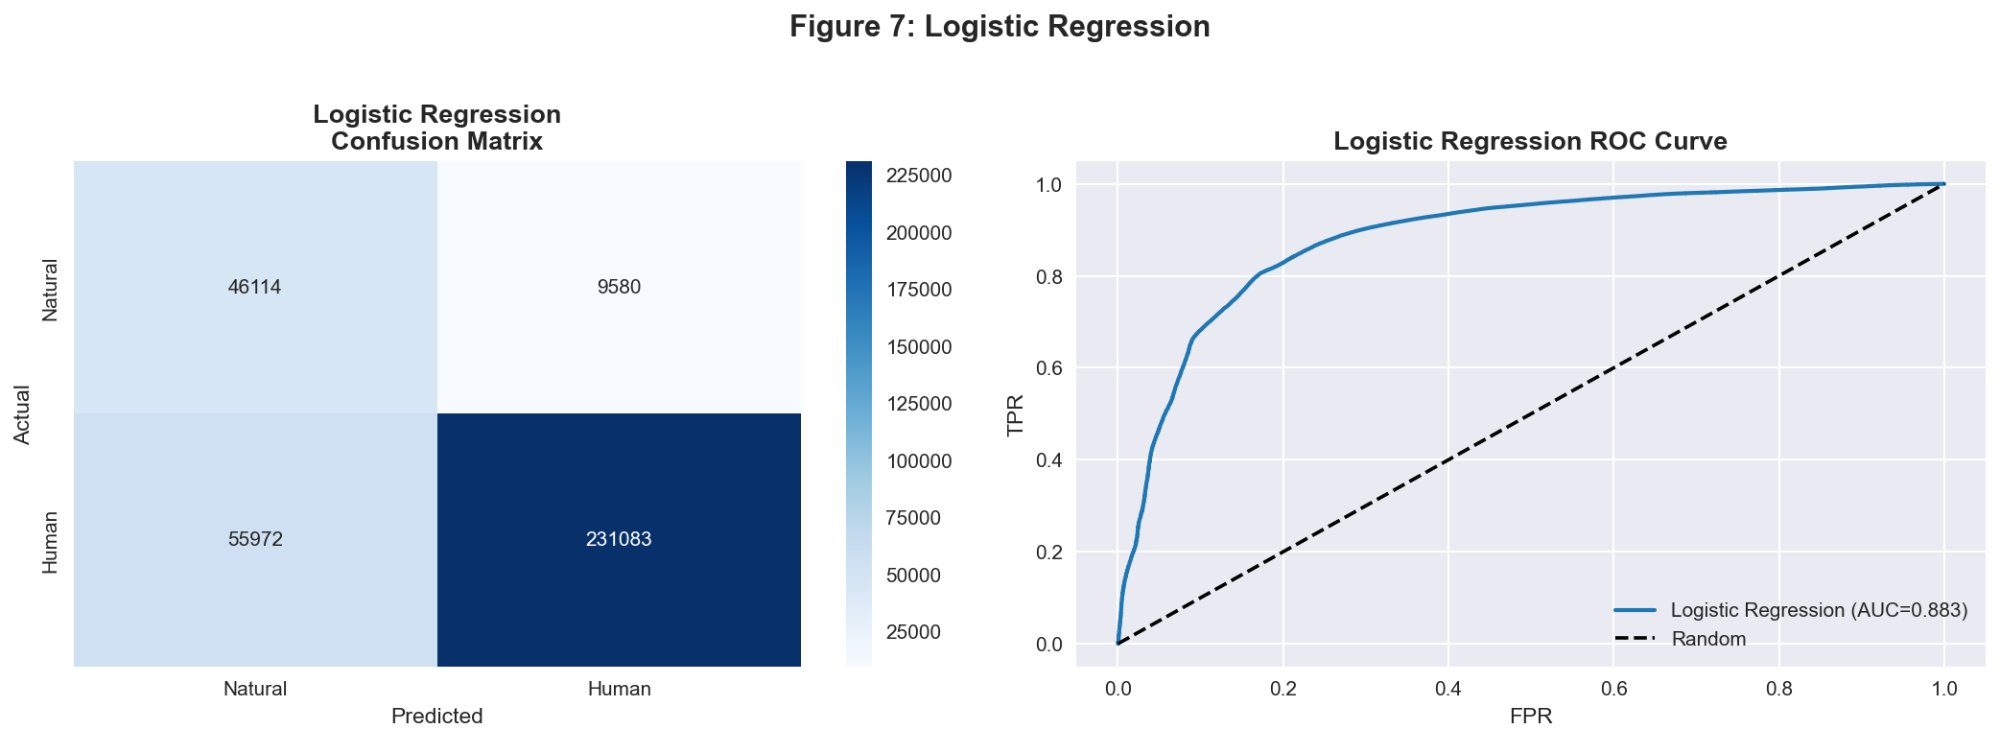 Figure 7: Logistic Regression
Logistic Regression
Confusion Matrix
Actual
Natural
Human
46114
9580
55972
231083
Natural
Human
Predicted
225000
200000
175000
150000
125000
100000
75000
50000
25000
Logistic Regression ROC Curve
TPR
1.0
0.8
0.6
0.4
0.2
0.0
Logistic Regression (AUC=0.883)
Random
0.0
0.2
0.4
0.6
0.8
1.0
FPR